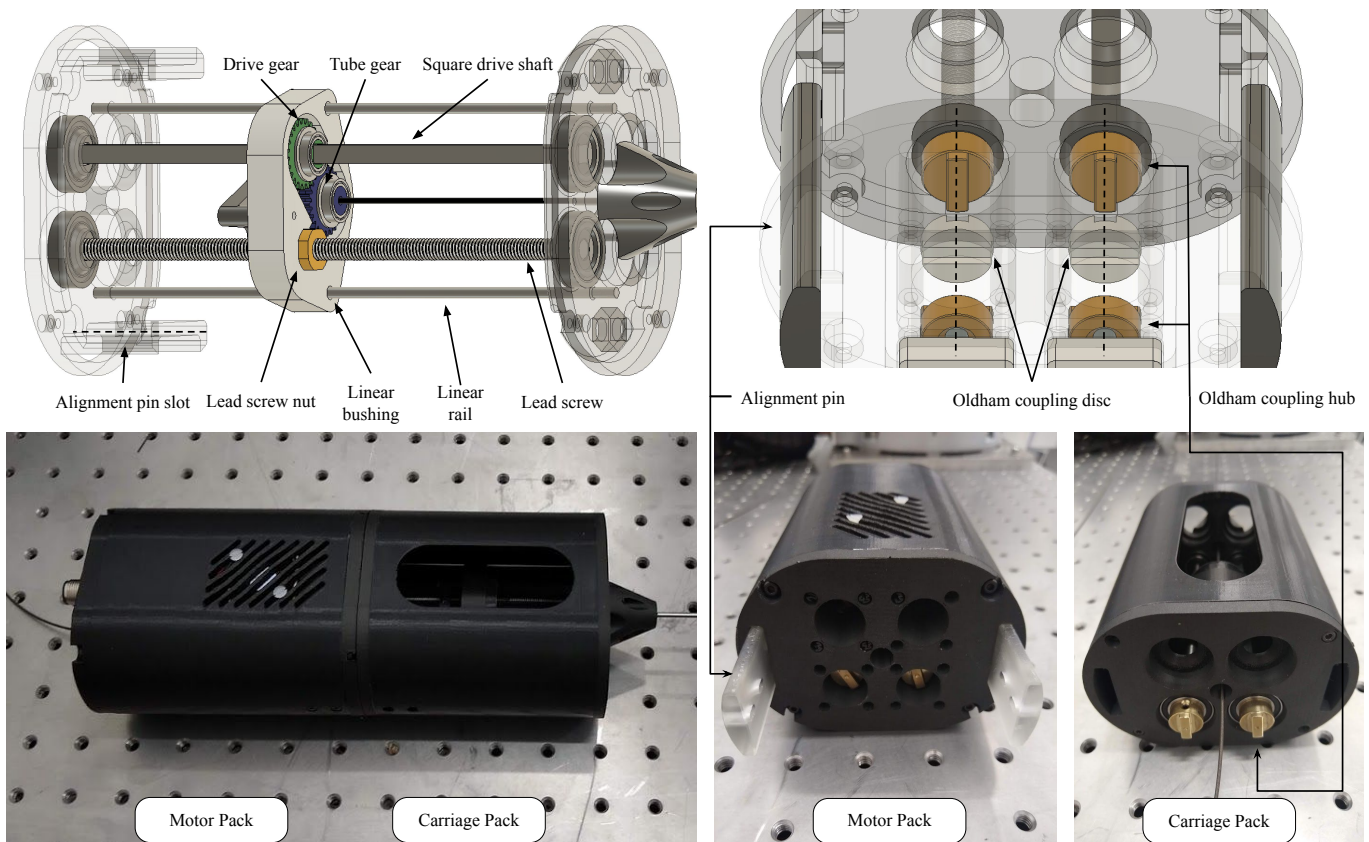 Drive gear
Tube gear
Square drive shaft
Alignment pin slot
Lead screw nut
Linear
bushing
Linear
rail
Lead screw
Alignment pin
Oldham coupling disc
Oldham coupling hub
Motor Pack
Carriage Pack
Motor Pack
Carriage Pack